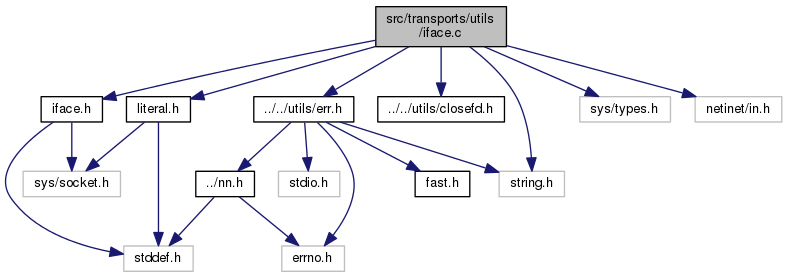 src/transports/utils
/iface.c
iface.h
literal.h
../../utils/err.h
../../utils/closefd.h
sys/types.h
netinet/in.h
sys/socket.h
../nn.h
stdio.h
fast.h
string.h
stddef.h
errno.h